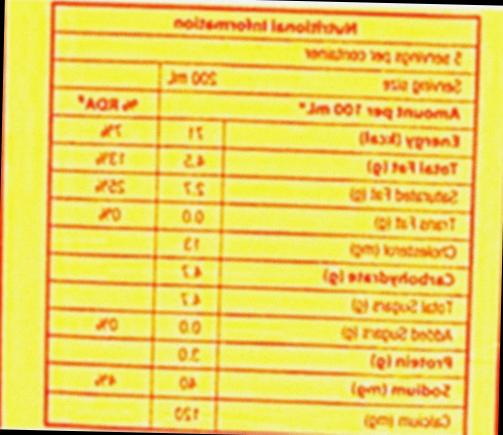 Nutritional Information
5 servings per container
Serving size 200 mL
Amount per 100 mL* % RDA*
Energy (kcal) 71 7%
Total Fat (g) 4.5 13%
Saturated Fat (g) 2.7 25%
Trans Fat (g) 0.0 0%
Cholesterol (mg) 13
Carbohydrate (g) 4.7
Total Sugars (g) 4.7
Added Sugars (g) 0.0 0%
Protein (g) 3.0
Sodium (mg) 40 4%
Calcium (mg) 120